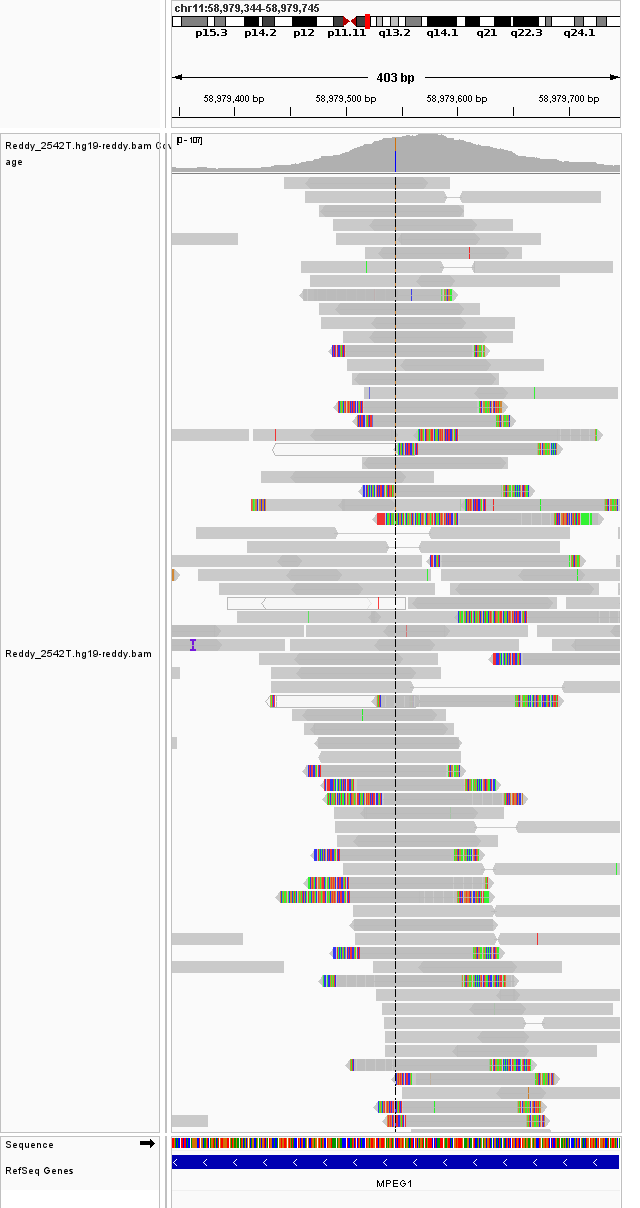 chr11:58,979,344-58,979,745
p15.3 p14.2 p12 p11.11 q13.2 q14.1 q21 q22.3 q24.1
403 bp
58,979,400 bp 58,979,500 bp 58,979,600 bp 58,979,700 bp
Reddy_2542T.hg19-reddy.bam Cov
age
[0 - 107]
Reddy_2542T.hg19-reddy.bam
Sequence
RefSeq Genes
MPEG1